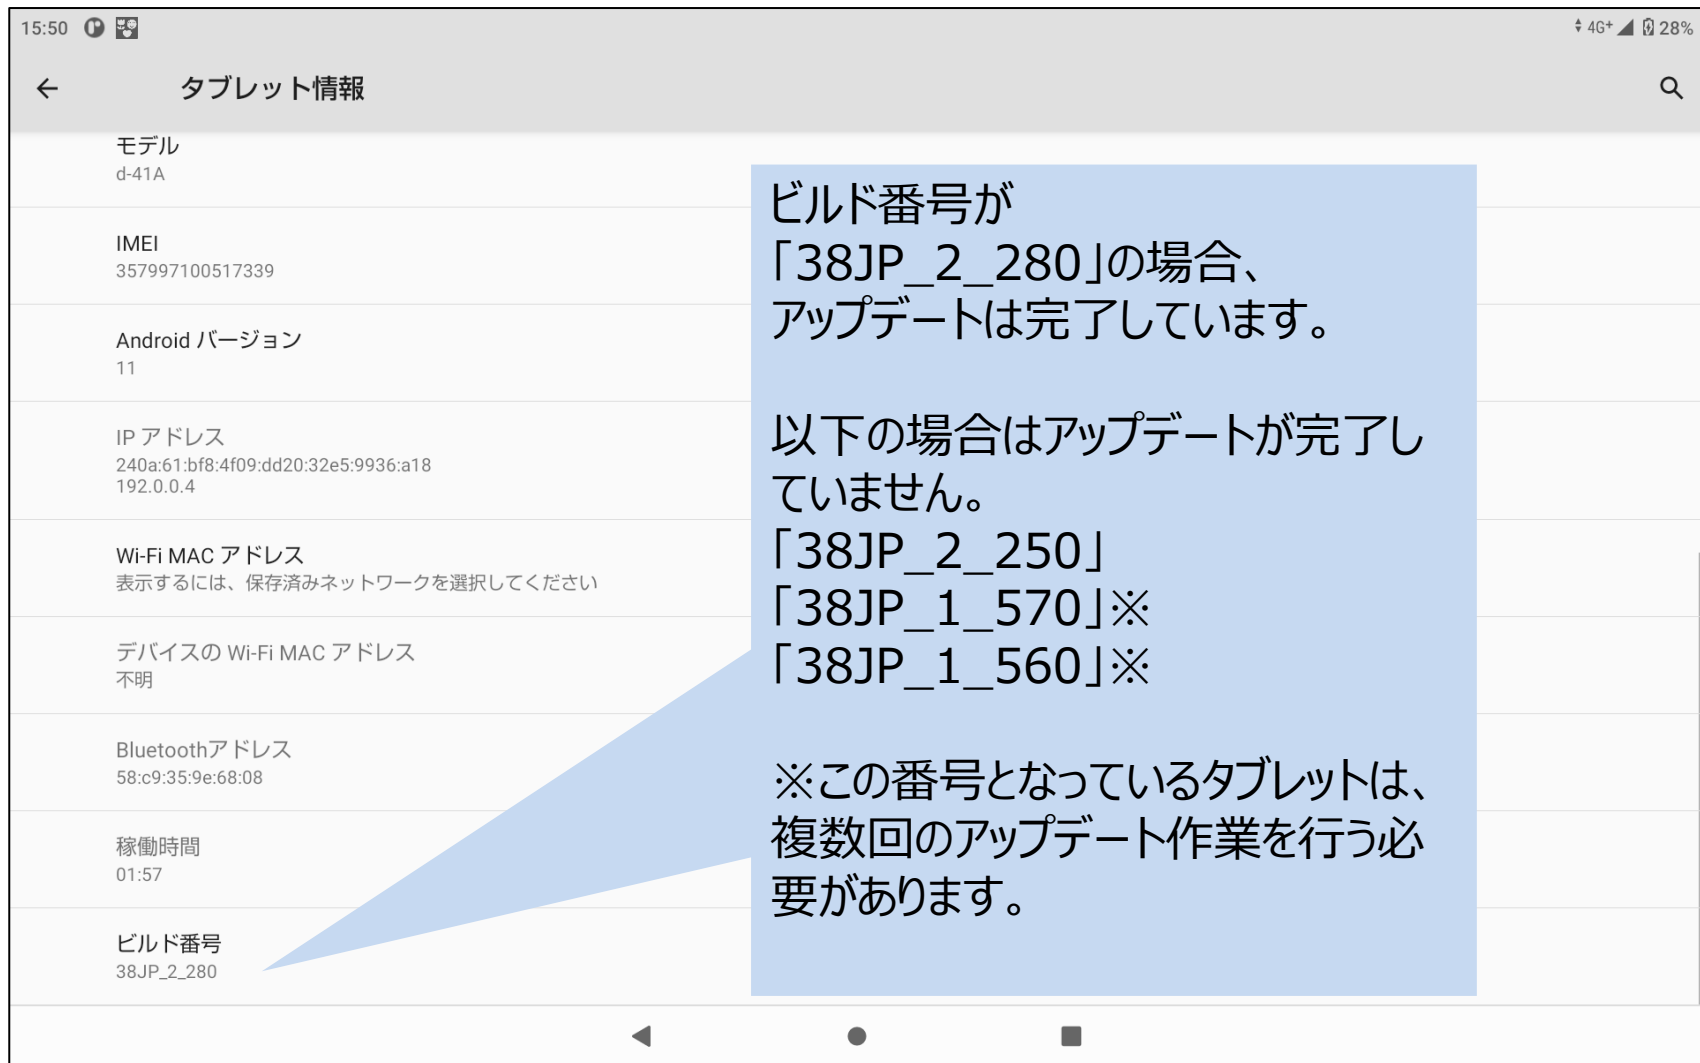 15:50
4G+ 28%
タブレット情報
モデル
d-41A
IMEI
357997100517339
Android バージョン
11
IP アドレス
240a:61:bf8:4f09:dd20:32e5:9936:a18
192.0.0.4
Wi-Fi MAC アドレス
表示するには、保存済みネットワークを選択してください
デバイスの Wi-Fi MAC アドレス
不明
Bluetoothアドレス
58:c9:35:9e:68:08
稼働時間
01:57
ビルド番号
38JP_2_280
ビルド番号が
「38JP_2_280」の場合、
アップデートは完了しています。
以下の場合はアップデートが完了し
ていません。
「38JP_2_250」
「38JP_1_570」※
「38JP_1_560」※
※この番号となっているタブレットは、
複数回のアップデート作業を行う必
要があります。